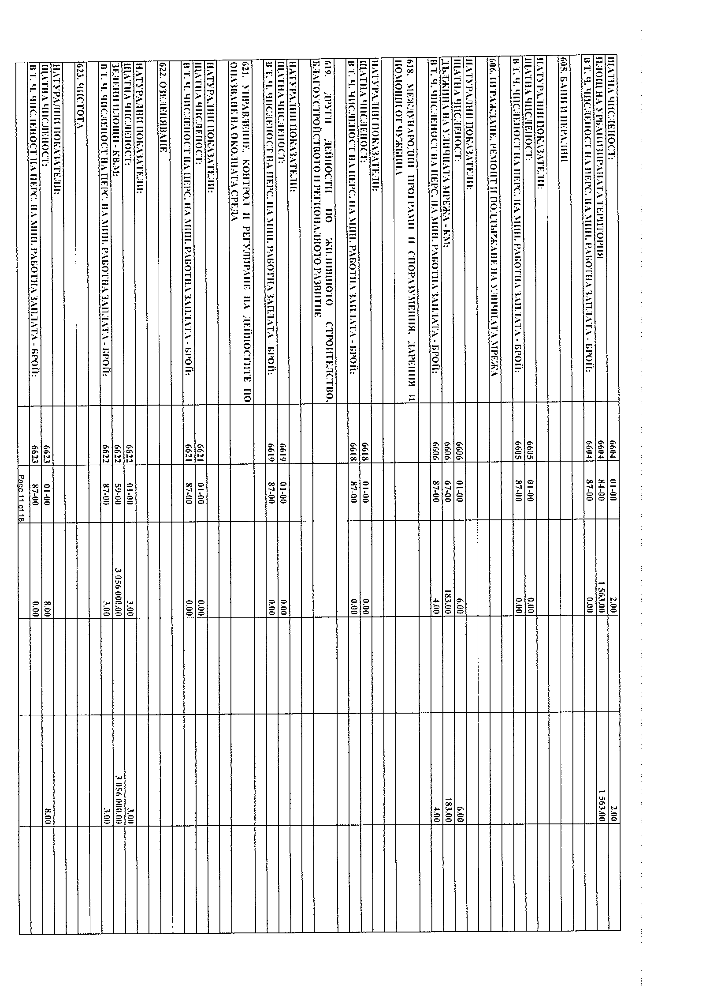 ЩАТНА ЧИСЛЕНОСТ: 6604 01-00 2.00 2.00
ПЛОЩ НА УРБАНИЗИРАНАТА ТЕРИТОРИЯ 6604 84-00 1 563.00 1 563.00
В Т. Ч. ЧИСЛЕНОСТ НА ПЕРС. НА МИН. РАБОТНА ЗАПЛАТА - БРОЙ: 6604 87-00 0.00
605. БАНИ И ПЕРАЛНИ
НАТУРАЛНИ ПОКАЗАТЕЛИ:
ЩАТНА ЧИСЛЕНОСТ: 6605 01-00 0.00
В Т. Ч. ЧИСЛЕНОСТ НА ПЕРС. НА МИН. РАБОТНА ЗАПЛАТА - БРОЙ: 6605 87-00 0.00
606. ИГРАЖДАНЕ, РЕМОНТ И ПОДДЪРЖАНЕ НА УЛИЧНАТА МРЕЖА
НАТУРАЛНИ ПОКАЗАТЕЛИ:
ЩАТНА ЧИСЛЕНОСТ: 6606 01-00 6.00 6.00
ДЪЛЖИНА НА УЛИЧНАТА МРЕЖА - КМ: 6606 67-00 183.00 183.00
В Т. Ч. ЧИСЛЕНОСТ НА ПЕРС. НА МИН. РАБОТНА ЗАПЛАТА - БРОЙ: 6606 87-00 4.00 4.00
618. МЕЖДУНАРОДНИ ПРОГРАМИ И СПОРАЗУМЕНИЯ, ДАРЕНИЯ И
ПОМОЩИ ОТ ЧУЖБИНА
НАТУРАЛНИ ПОКАЗАТЕЛИ:
ЩАТНА ЧИСЛЕНОСТ: 6618 01-00 0.00
В Т. Ч. ЧИСЛЕНОСТ НА ПЕРС. НА МИН. РАБОТНА ЗАПЛАТА - БРОЙ: 6618 87-00 0.00
619. ДРУГИ ДЕЙНОСТИ ПО ЖИЛИЩНОТО СТРОИТЕЛСТВО,
БЛАГОУСТРОЙСТВОТО И РЕГИОНАЛНОТО РАЗВИТИЕ
НАТУРАЛНИ ПОКАЗАТЕЛИ:
ЩАТНА ЧИСЛЕНОСТ: 6619 01-00 0.00
В Т. Ч. ЧИСЛЕНОСТ НА ПЕРС. НА МИН. РАБОТНА ЗАПЛАТА - БРОЙ: 6619 87-00 0.00
621. УПРАВЛЕНИЕ, КОНТРОЛ И РЕГУЛИРАНЕ НА ДЕЙНОСТИТЕ ПО
ОПАЗВАНЕ НА ОКОЛНАТА СРЕДА
НАТУРАЛНИ ПОКАЗАТЕЛИ:
ЩАТНА ЧИСЛЕНОСТ: 6621 01-00 0.00
В Т. Ч. ЧИСЛЕНОСТ НА ПЕРС. НА МИН. РАБОТНА ЗАПЛАТА - БРОЙ: 6621 87-00 0.00
622. ОЗЕЛЕНЯВАНЕ
НАТУРАЛНИ ПОКАЗАТЕЛИ:
ЩАТНА ЧИСЛЕНОСТ: 6622 01-00 3.00 3.00
ЗЕЛЕНИ ПЛОЩИ - КВ.М: 6622 59-00 3 056 000.00 3 056 000.00
В Т. Ч. ЧИСЛЕНОСТ НА ПЕРС. НА МИН. РАБОТНА ЗАПЛАТА - БРОЙ: 6622 87-00 3.00 3.00
623. ЧИСТОТА
НАТУРАЛНИ ПОКАЗАТЕЛИ:
ЩАТНА ЧИСЛЕНОСТ: 6623 01-00 8.00 8.00
В Т. Ч. ЧИСЛЕНОСТ НА ПЕРС. НА МИН. РАБОТНА ЗАПЛАТА - БРОЙ: 6623 87-00 0.00
Page 11 of 18